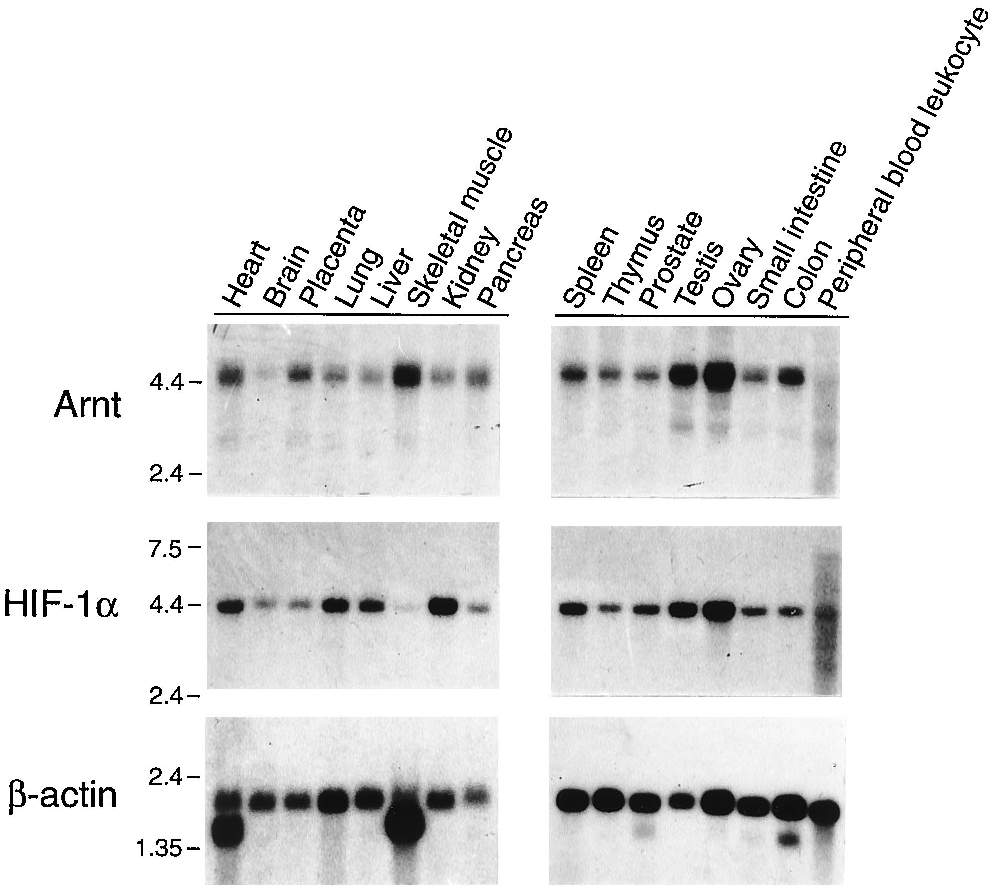 Heart
Brain
Placenta
Lung
Liver
Skeletal muscle
Kidney
Pancreas
Spleen
Thymus
Prostate
Testis
Ovary
Small intestine
Colon
Peripheral blood leukocyte
Arnt
4.4
2.4
HIF-1α
7.5
4.4
2.4
β-actin
2.4
1.35